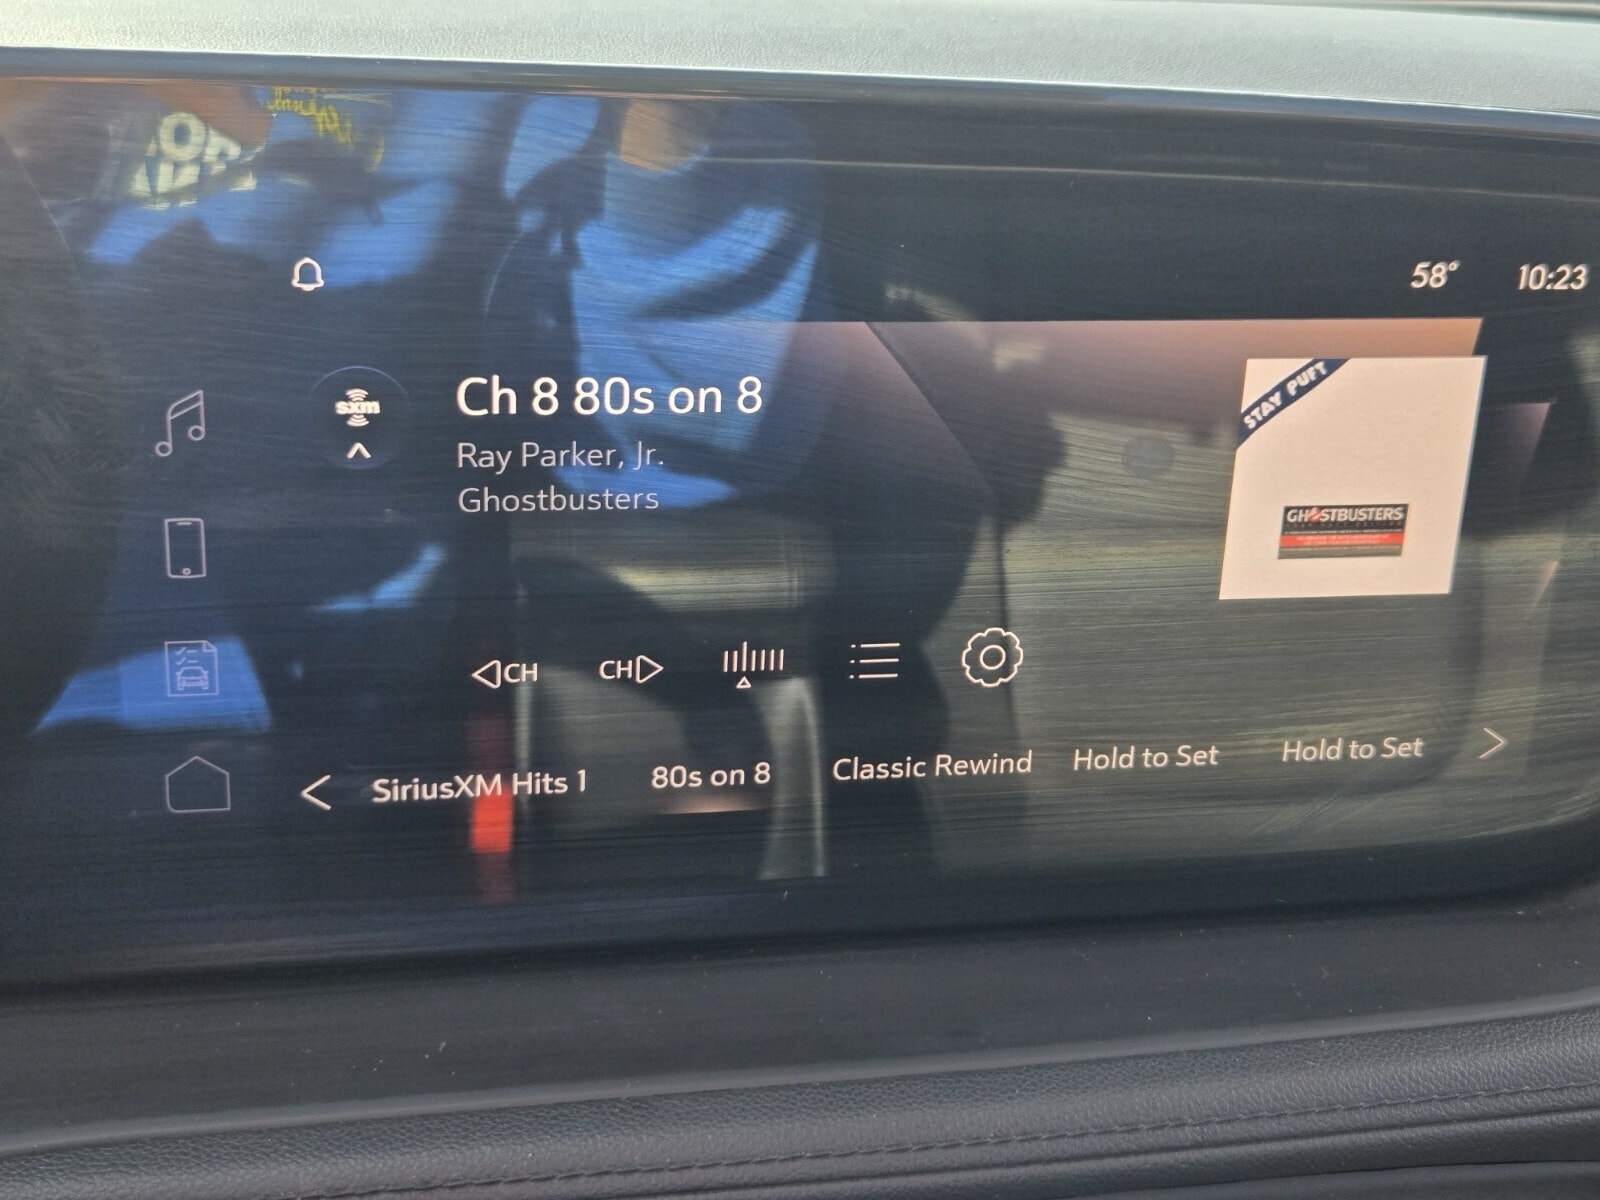 58° 10:23
sxm
Ch 8 80s on 8
Ray Parker, Jr.
Ghostbusters
STAY PUFT
GHOSTBUSTERS
CH CH
SiriusXM Hits 1 80s on 8 Classic Rewind Hold to Set Hold to Set